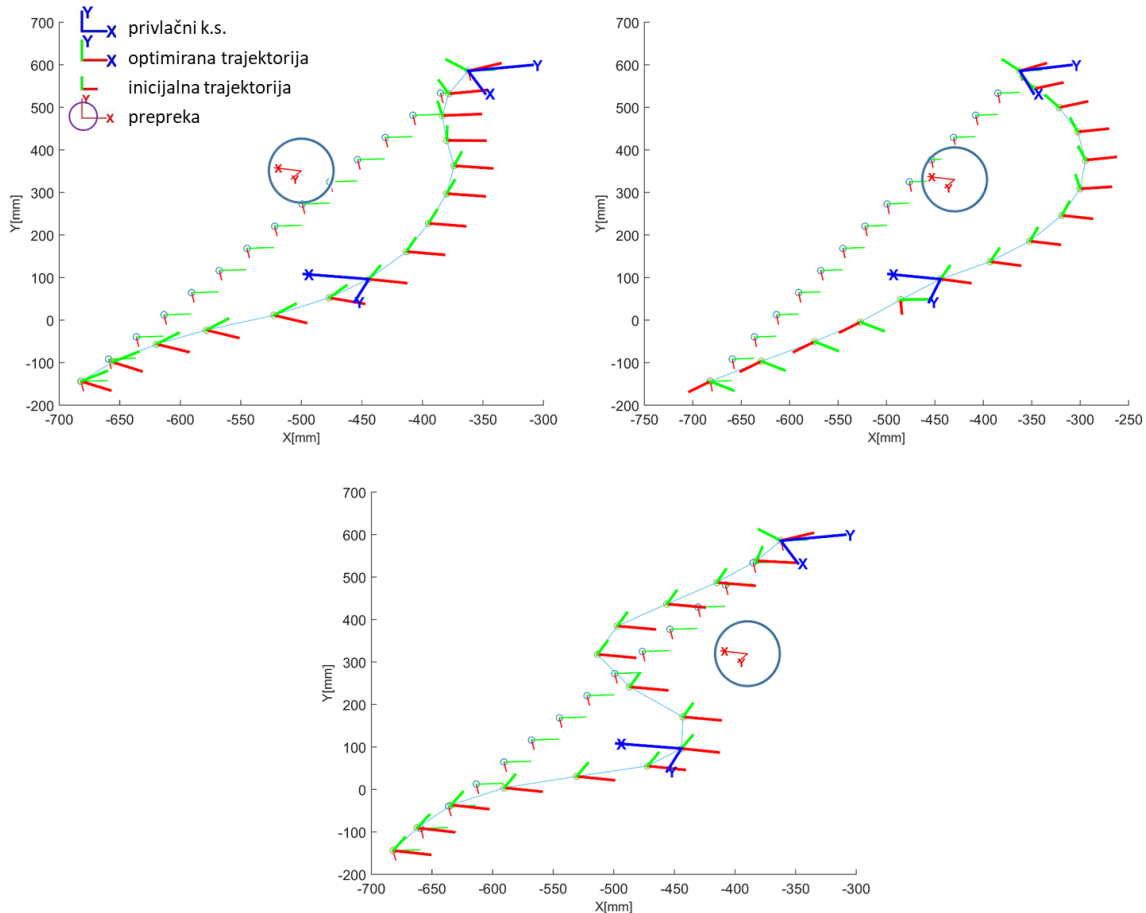 700
600
500
400
300
200
100
0
-100
-200
Y[mm]
-700
-650
-600
-550
-500
-450
-400
-350
-300
X[mm]
Y
X
privlačni k.s.
Y
X
optimirana trajektorija
inicijalna trajektorija
Y
X
prepreka
Y
X
X
Y
X
Y
700
600
500
400
300
200
100
0
-100
-200
Y[mm]
-750
-700
-650
-600
-550
-500
-450
-400
-350
-300
-250
X[mm]
Y
X
X
Y
X
Y
700
600
500
400
300
200
100
0
-100
-200
Y[mm]
-700
-650
-600
-550
-500
-450
-400
-350
-300
X[mm]
Y
X
X
Y
X
Y